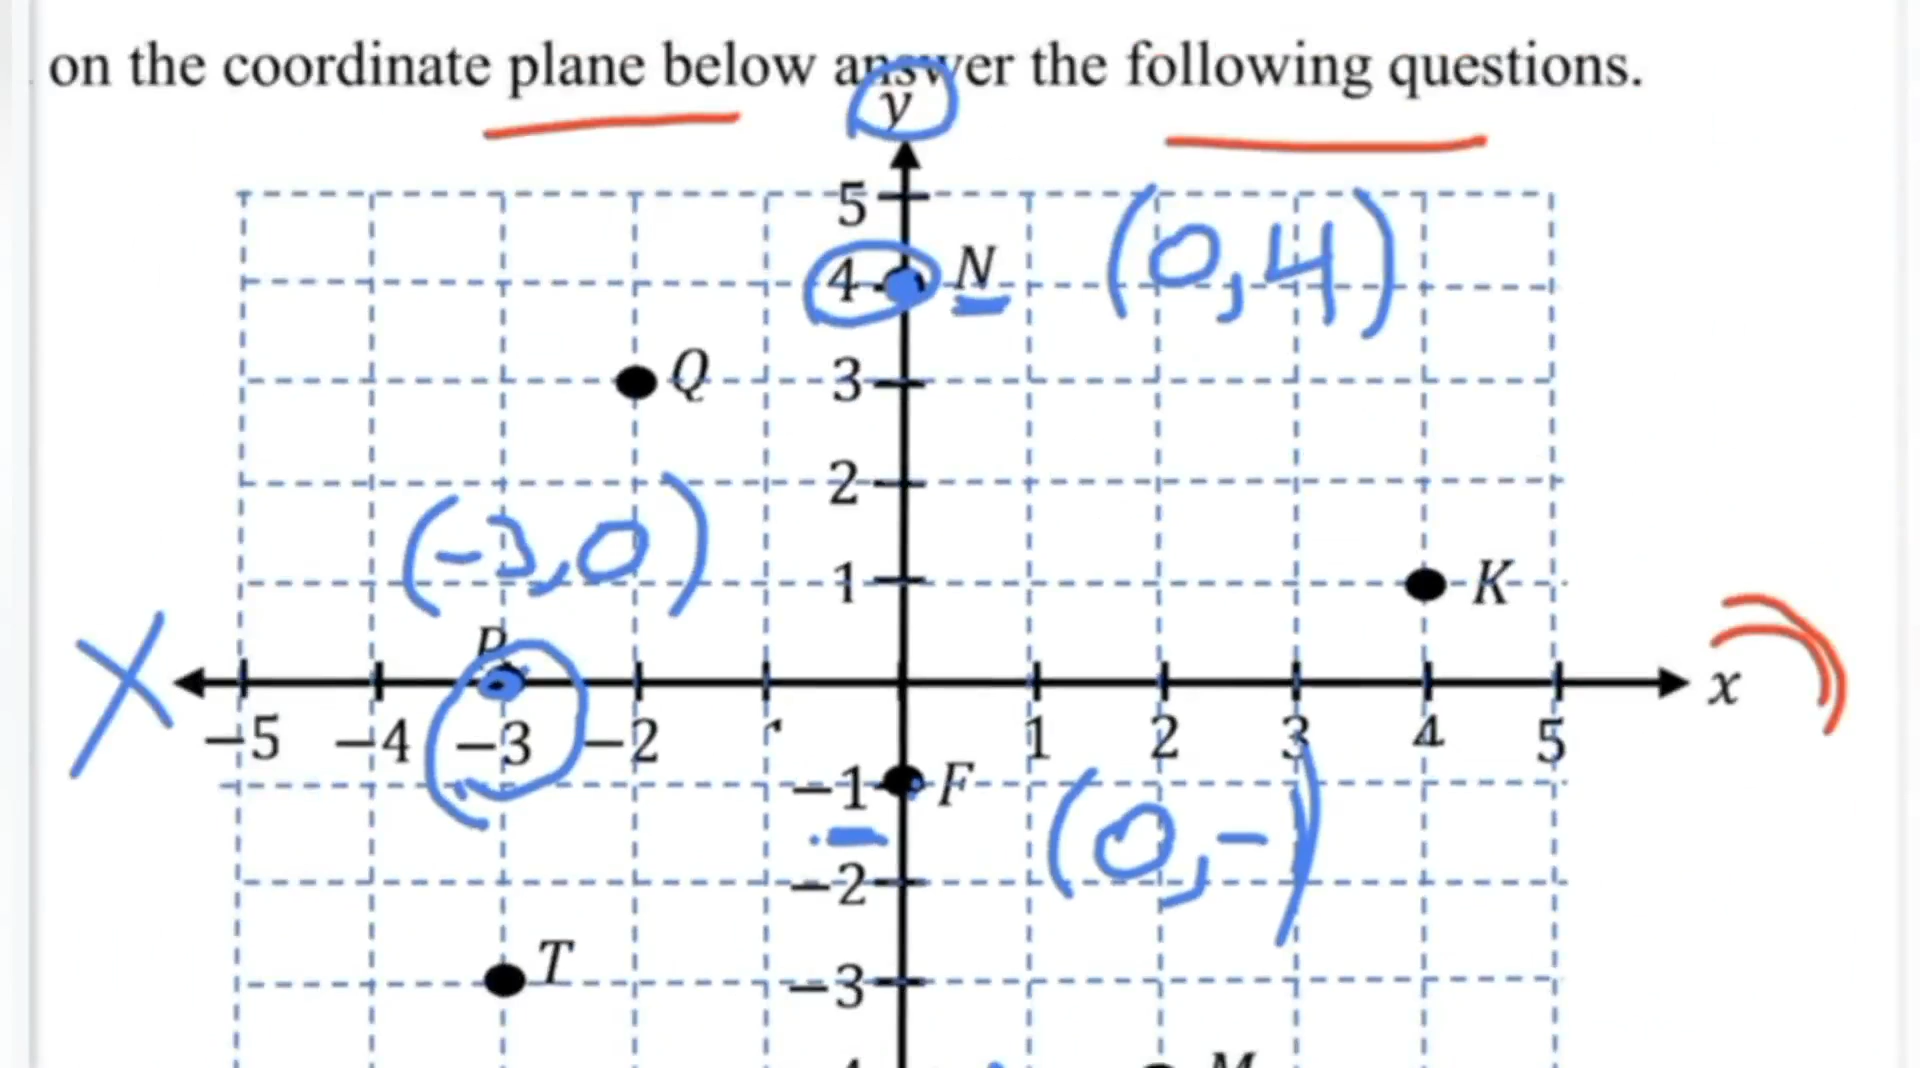 on the coordinate plane below answer the following questions.
y
5
4 N (0,4)
Q 3
2
(-3,0)
1 K
P
X x
−5 −4 −3 −2 1 2 3 4 5
−1 F
(0,-1)
−2
T
−3
M